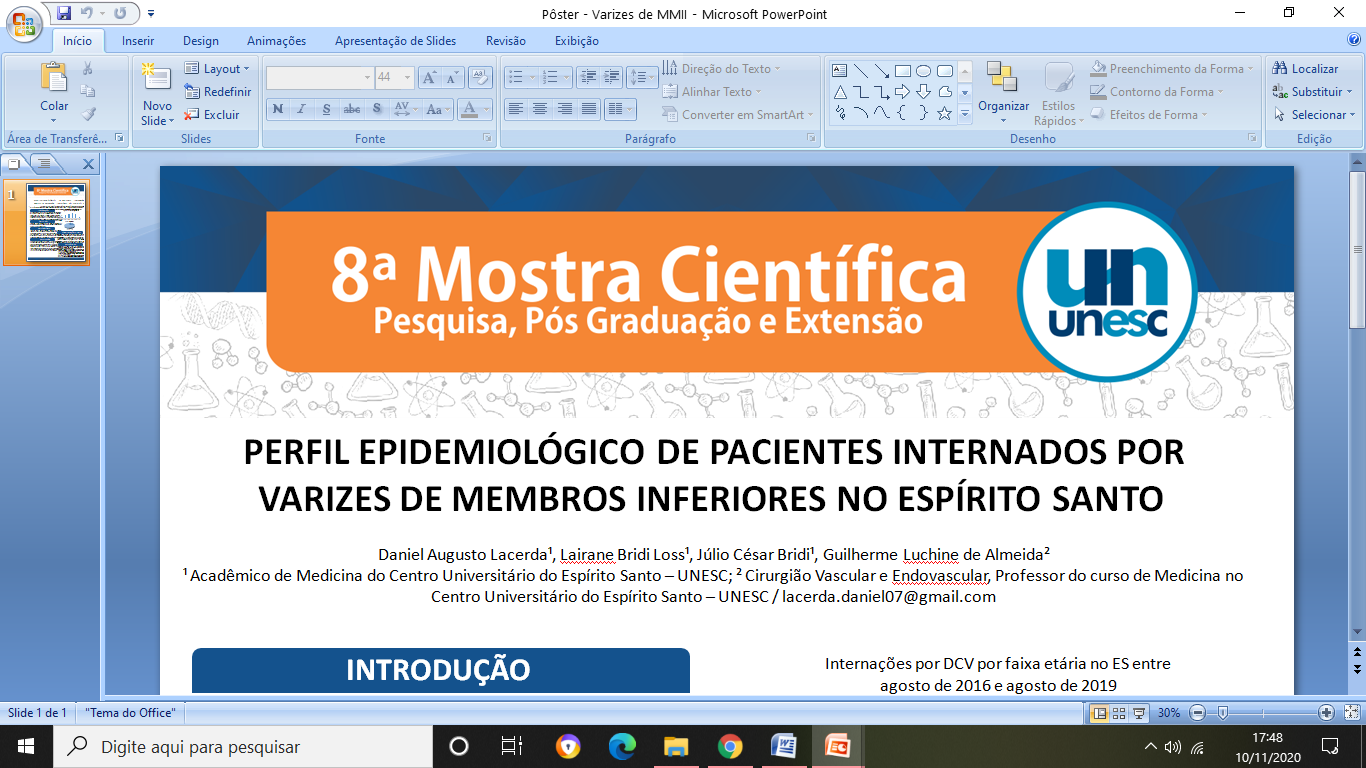 Pôster - Varizes de MMII - Microsoft PowerPoint
Início Inserir Design Animações Apresentação de Slides Revisão Exibição
Colar
Área de Transferê...
Novo Slide
Layout
Redefinir
Excluir
Slides
44
N I S abc S AV Aa A
Fonte
Direção do Texto
Alinhar Texto
Converter em SmartArt
Parágrafo
Organizar
Estilos Rápidos
Preenchimento da Forma
Contorno da Forma
Efeitos de Forma
Desenho
Localizar
Substituir
Selecionar
Edição
1
8ª Mostra Científica
Pesquisa, Pós Graduação e Extensão
un
unesc
PERFIL EPIDEMIOLÓGICO DE PACIENTES INTERNADOS POR
VARIZES DE MEMBROS INFERIORES NO ESPÍRITO SANTO
Daniel Augusto Lacerda¹, Lairane Bridi Loss¹, Júlio César Bridi¹, Guilherme Luchine de Almeida²
¹ Acadêmico de Medicina do Centro Universitário do Espírito Santo – UNESC; ² Cirurgião Vascular e Endovascular, Professor do curso de Medicina no
Centro Universitário do Espírito Santo – UNESC / lacerda.daniel07@gmail.com
INTRODUÇÃO
Internações por DCV por faixa etária no ES entre
agosto de 2016 e agosto de 2019
Slide 1 de 1 "Tema do Office" 30%
Digite aqui para pesquisar
17:48
10/11/2020